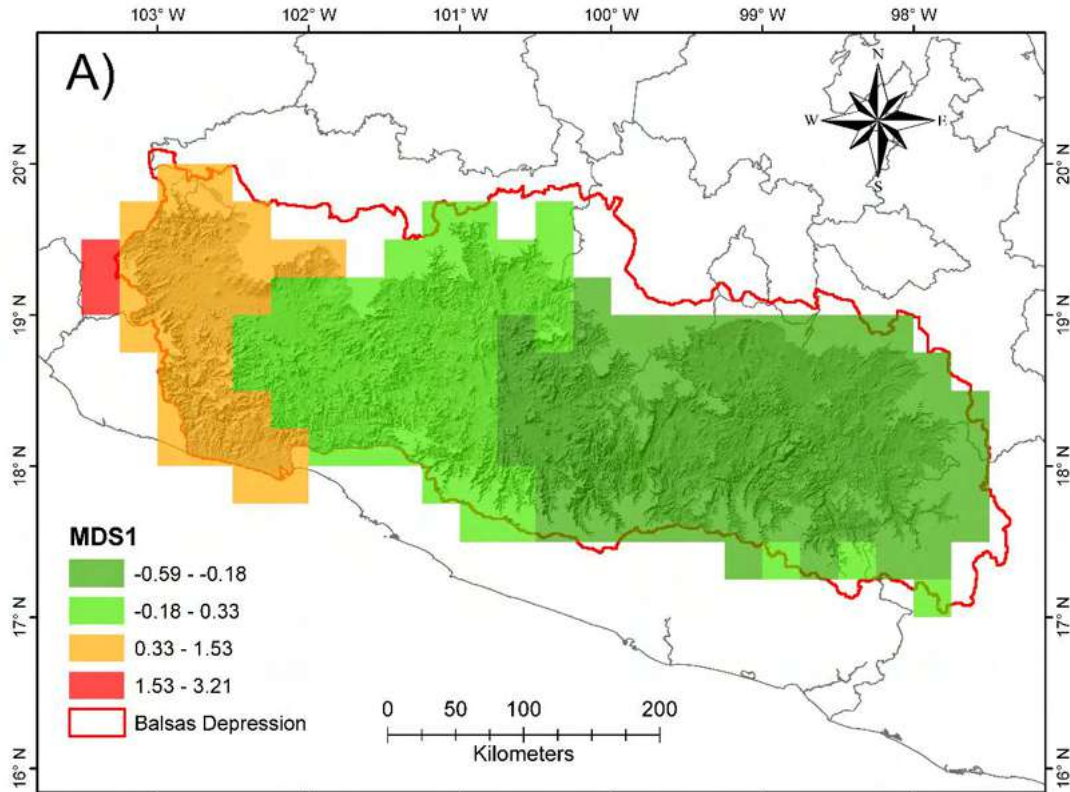 103° W 102° W 101° W 100° W 99° W 98° W
A)
N
W E
S
20° N 20° N
19° N 19° N
18° N 18° N
17° N 17° N
16° N 16° N
MDS1
-0.59 - -0.18
-0.18 - 0.33
0.33 - 1.53
1.53 - 3.21
Balsas Depression
0 50 100 200
Kilometers